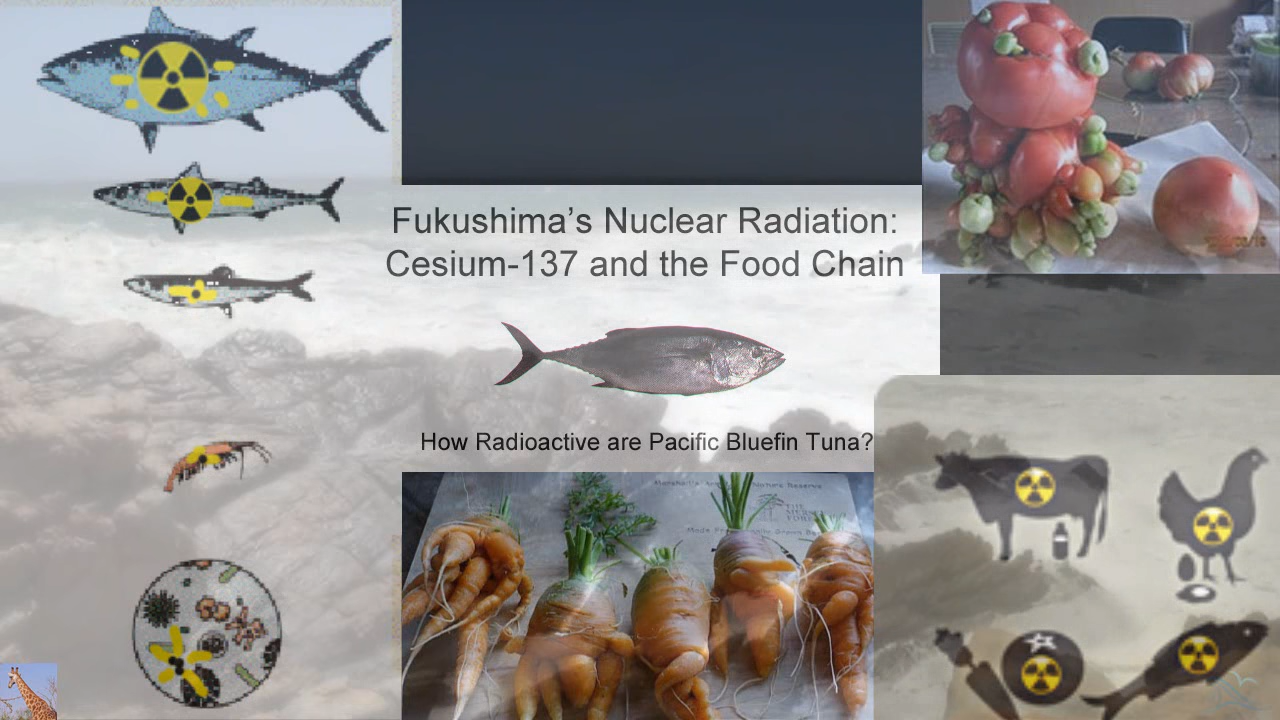 Fukushima’s Nuclear Radiation:
Cesium-137 and the Food Chain
How Radioactive are Pacific Bluefin Tuna?